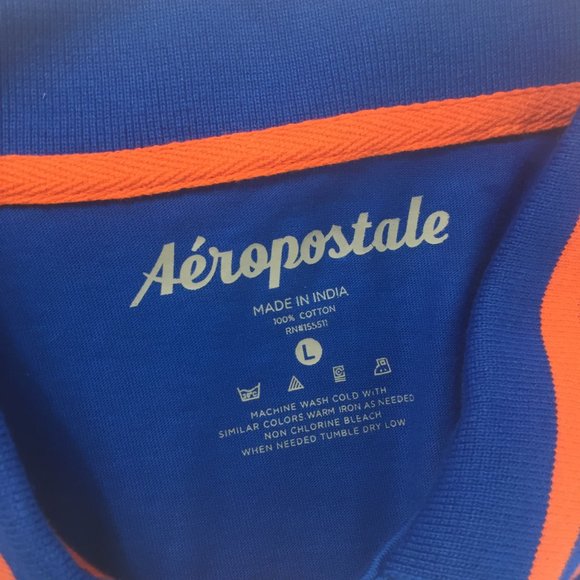 Aéropostale
MADE IN INDIA
100% COTTON
RN#155511
L
MACHINE WASH COLD WITH
SIMILAR COLORS.WARM IRON AS NEEDED
NON CHLORINE BLEACH
WHEN NEEDED TUMBLE DRY LOW